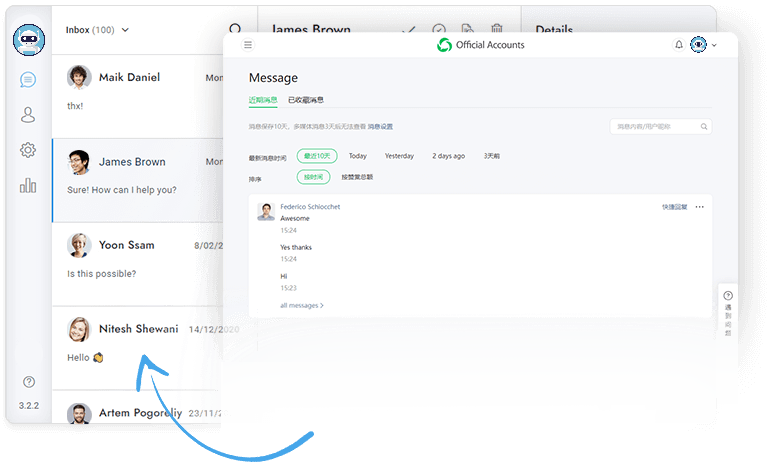 Inbox (100)
Maik Daniel
Mon
thx!
James Brown
Mon
Sure! How can I help you?
Yoon Ssam
8/02/2
Is this possible?
Nitesh Shewani
14/12/2020
Hello
Artem Pogoreliy
23/11/
3.2.2
James Brown
Details
Official Accounts
Message
近期消息 已收藏消息
消息保存10天，多媒体消息3天后无法查看 消息设置
消息内容/用户昵称
最新消息时间 最近10天 Today Yesterday 2 days ago 3天前
排序 按时间 按赞赏总额
Federico Schiocchet
快捷回复
Awesome
15:24
Yes thanks
15:24
Hi
15:23
all messages >
遇
到
问
题